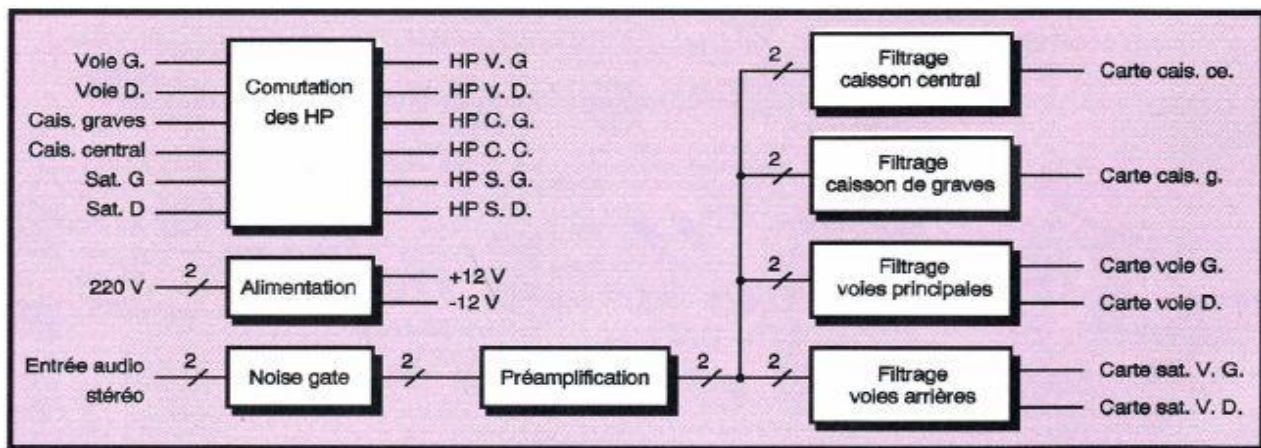 Voie G.
Voie D.
Cais. graves
Cais. central
Sat. G
Sat. D
Comutation
des HP
HP V. G
HP V. D.
HP C. G.
HP C. C.
HP S. G.
HP S. D.
220 V
2
Alimentation
+12 V
-12 V
Entrée audio
stéréo
2
Noise gate
2
Préamplification
2
2
Filtrage
caisson central
Carte cais. ce.
2
Filtrage
caisson de graves
Carte cais. g.
2
Filtrage
voies principales
Carte voie G.
Carte voie D.
2
Filtrage
voies arrières
Carte sat. V. G.
Carte sat. V. D.